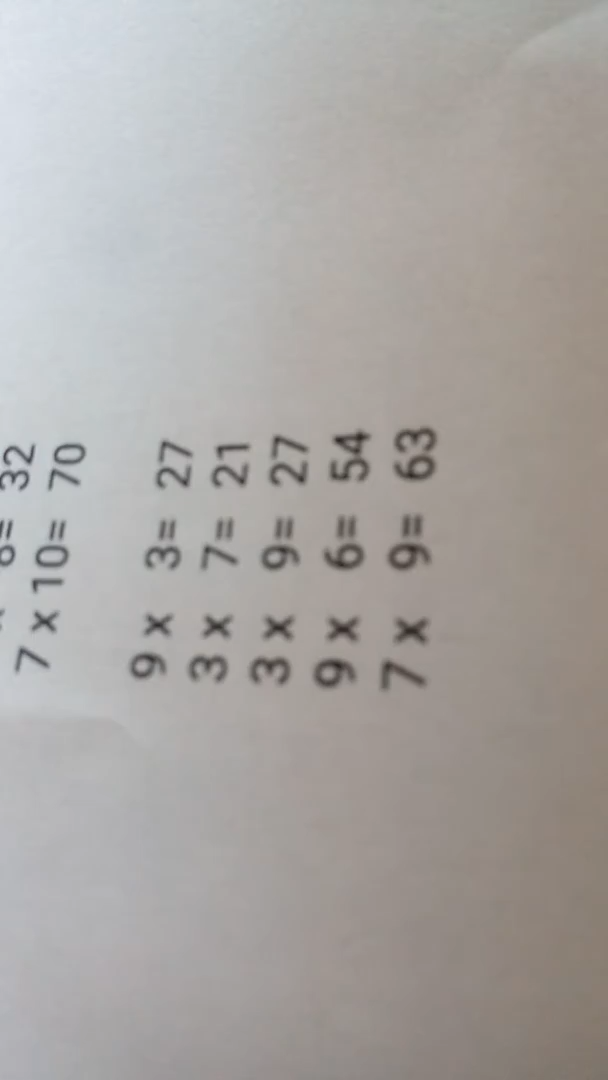 = 32
7 x 10= 70
9 x 3= 27
3 x 7= 21
3 x 9= 27
9 x 6= 54
7 x 9= 63